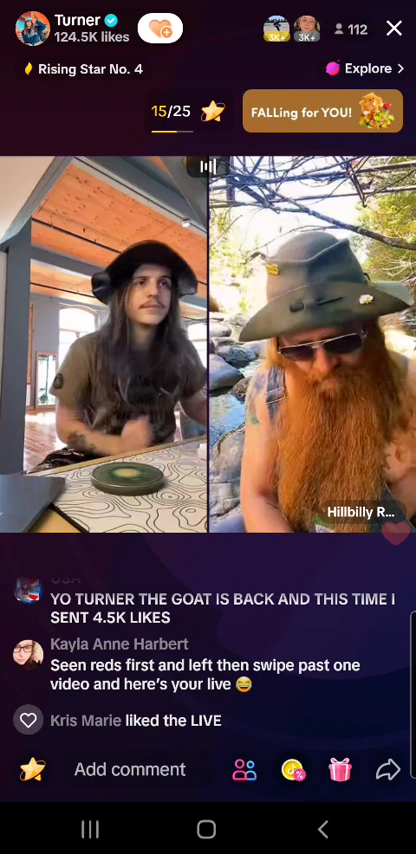 Turner
124.5K likes
3K+
3K+
112
Rising Star No. 4
Explore >
15/25
FALLing for YOU!
Hillbilly R...
USA
YO TURNER THE GOAT IS BACK AND THIS TIME I
SENT 4.5K LIKES
Kayla Anne Harbert
Seen reds first and left then swipe past one
video and here's your live 😅
Kris Marie liked the LIVE
Add comment